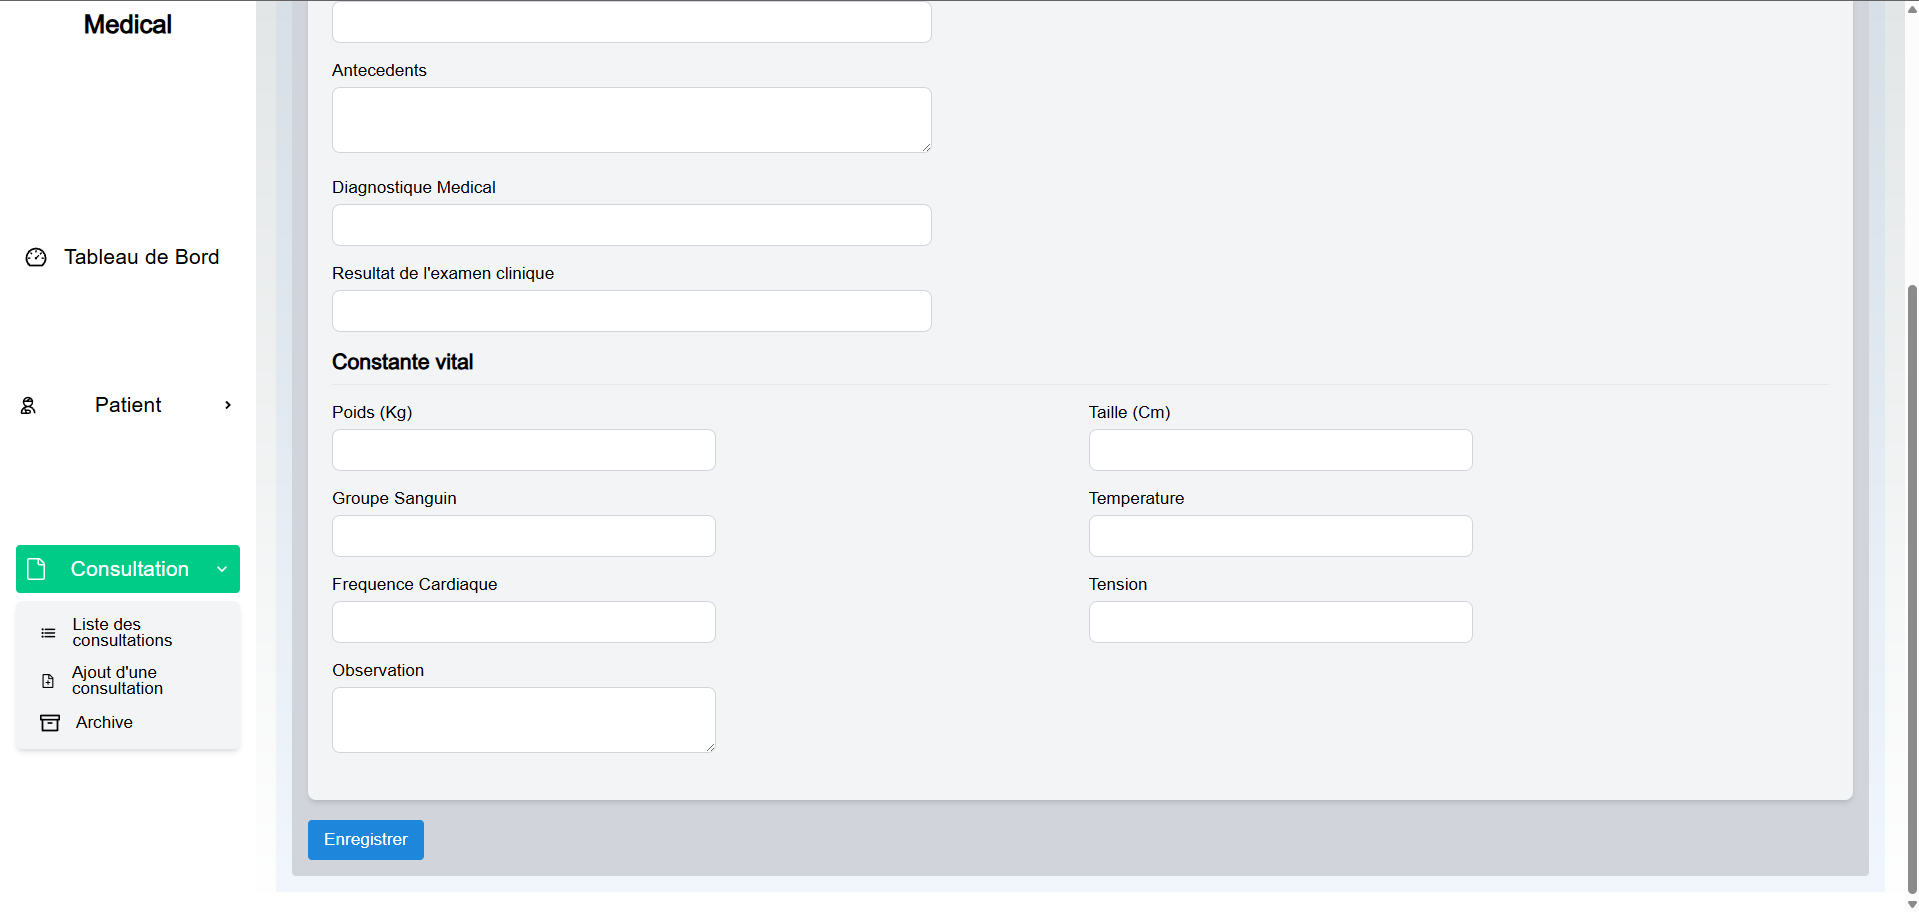 Medical
Tableau de Bord
Patient
Consultation
Liste des
consultations
Ajout d'une
consultation
Archive
Antecedents
Diagnostique Medical
Resultat de l'examen clinique
Constante vital
Poids (Kg)
Taille (Cm)
Groupe Sanguin
Temperature
Frequence Cardiaque
Tension
Observation
Enregistrer